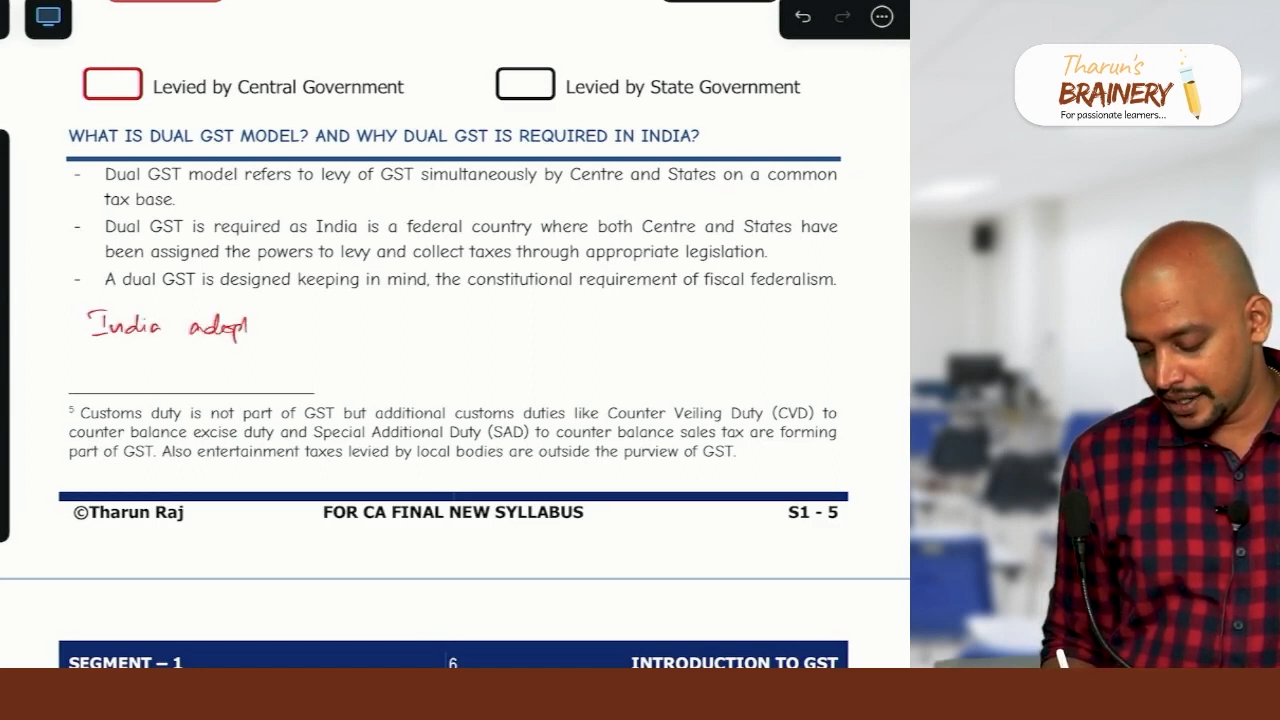 Levied by Central Government
Levied by State Government
Tharun's
BRAINERY
For passionate learners...
WHAT IS DUAL GST MODEL? AND WHY DUAL GST IS REQUIRED IN INDIA?
- Dual GST model refers to levy of GST simultaneously by Centre and States on a common
tax base.
- Dual GST is required as India is a federal country where both Centre and States have
been assigned the powers to levy and collect taxes through appropriate legislation.
- A dual GST is designed keeping in mind, the constitutional requirement of fiscal federalism.
India adopt
5 Customs duty is not part of GST but additional customs duties like Counter Veiling Duty (CVD) to
counter balance excise duty and Special Additional Duty (SAD) to counter balance sales tax are forming
part of GST. Also entertainment taxes levied by local bodies are outside the purview of GST.
©Tharun Raj
FOR CA FINAL NEW SYLLABUS
S1 - 5
SEGMENT – 1
6
INTRODUCTION TO GST